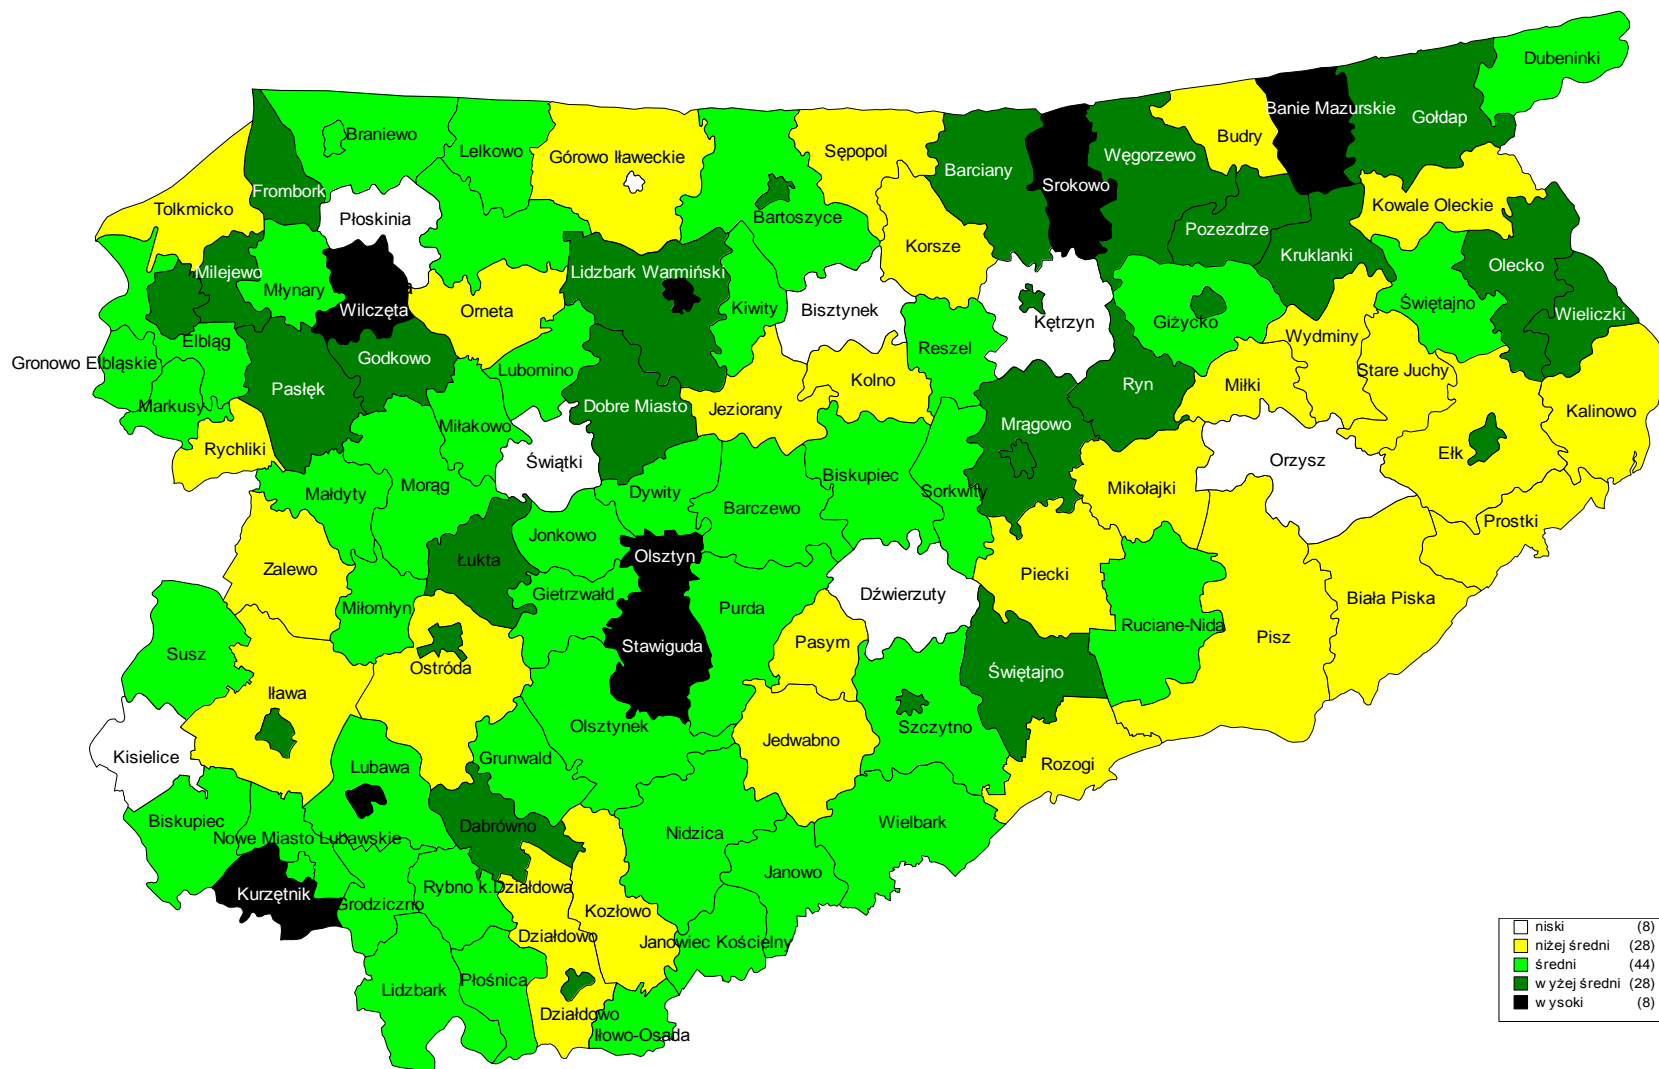 Dubeninki
Banie Mazurskie
Gołdap
Braniewo
Budry
Lelkowo
Górowo Iławeckie
Sępopol
Węgorzewo
Barciany
Frombork
Srokowo
Tolkmicko
Płoskinia
Bartoszyce
Kowale Oleckie
Pozezdrze
Korsze
Kruklanki
Olecko
Milejewo
Lidzbark Warmiński
Młynary
Świętajno
Kiwity
Wilczęta
Orneta
Bisztynek
Kętrzyn
Giżycko
Wieliczki
Wydminy
Elbląg
Reszel
Godkowo
Gronowo Elbląskie
Lubomino
Stare Juchy
Kolno
Pasłęk
Ryn
Miłki
Markusy
Dobre Miasto
Jeziorany
Kalinowo
Miłakowo
Mrągowo
Rychliki
Ełk
Świątki
Orzysz
Biskupiec
Morąg
Małdyty
Dywity
Sorkwity
Mikołajki
Barczewo
Prostki
Jonkowo
Olsztyn
Łukta
Zalewo
Piecki
Gietrzwałd
Dźwierzuty
Biała Piska
Miłomłyn
Purda
Ruciane-Nida
Pisz
Pasym
Stawiguda
Susz
Ostróda
Świętajno
Iława
Olsztynek
Szczytno
Jedwabno
Kisielice
Grunwald
Rozogi
Lubawa
Biskupiec
Wielbark
Dąbrówno
Nidzica
Nowe Miasto Lubawskie
Janowo
Rybno k.Działdowa
Kurzętnik
Grodziczno
Kozłowo
Działdowo
Janowiec Kościelny
Płośnica
Lidzbark
Działdowo
Iłowo-Osada
niski (8)
niżej średni (28)
średni (44)
wyżej średni (28)
wysoki (8)